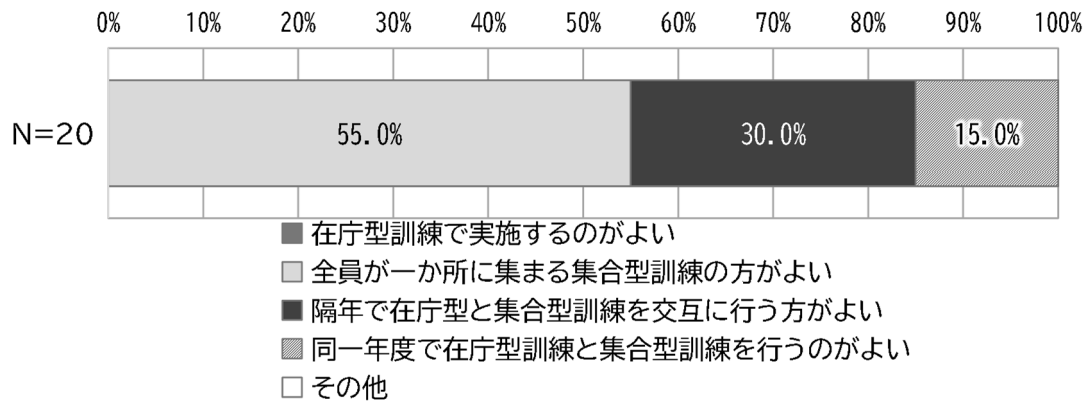 0% 10% 20% 30% 40% 50% 60% 70% 80% 90% 100%
N=20 55.0% 30.0% 15.0%
在庁型訓練で実施するのがよい
全員が一か所に集まる集合型訓練の方がよい
隔年で在庁型と集合型訓練を交互に行う方がよい
同一年度で在庁型訓練と集合型訓練を行うのがよい
その他